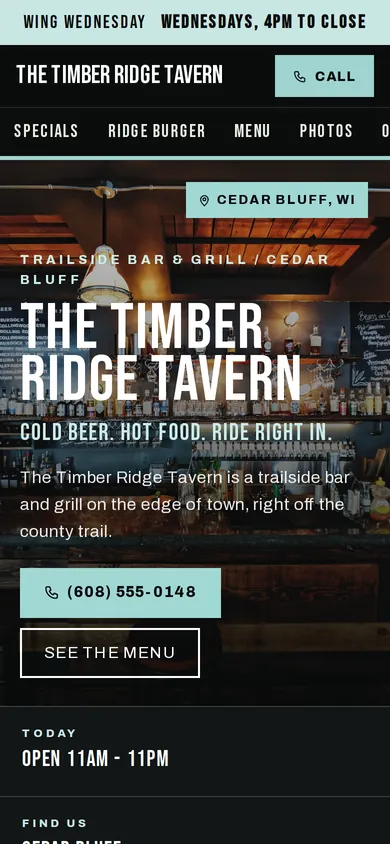 WING WEDNESDAY WEDNESDAYS, 4PM TO CLOSE
THE TIMBER RIDGE TAVERN
CALL
SPECIALS RIDGE BURGER MENU PHOTOS
CEDAR BLUFF, WI
TRAILSIDE BAR & GRILL / CEDAR
BLUFF
THE TIMBER
RIDGE TAVERN
COLD BEER. HOT FOOD. RIDE RIGHT IN.
The Timber Ridge Tavern is a trailside bar
and grill on the edge of town, right off the
county trail.
(608) 555-0148
SEE THE MENU
TODAY
OPEN 11AM - 11PM
FIND US
CEDAR BLUFF